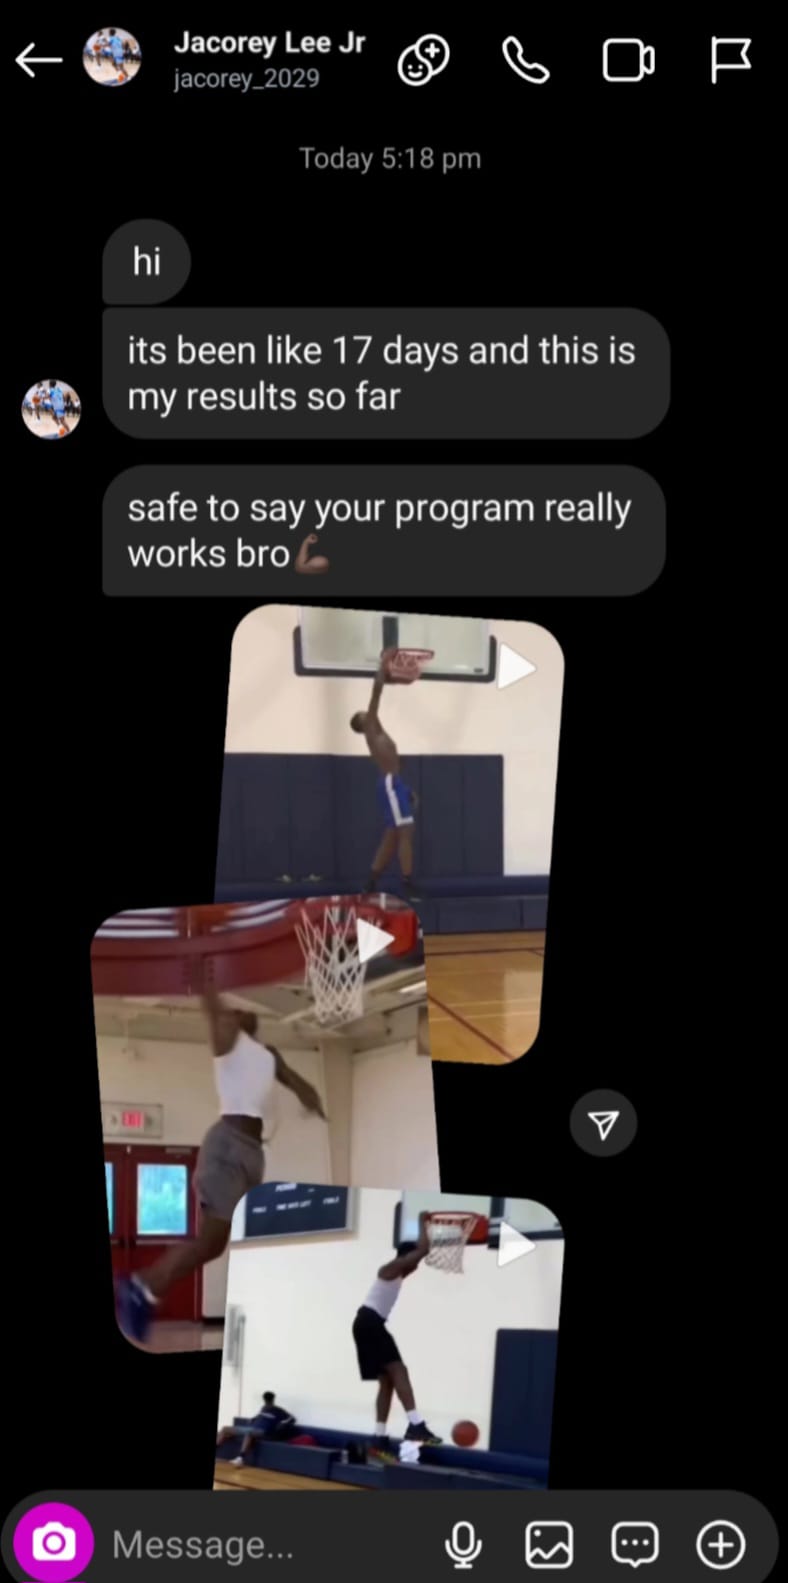 Jacorey Lee Jr
jacorey_2029
Today 5:18 pm
hi
its been like 17 days and this is
my results so far
safe to say your program really
works bro💪🏾
EXIT
Message...